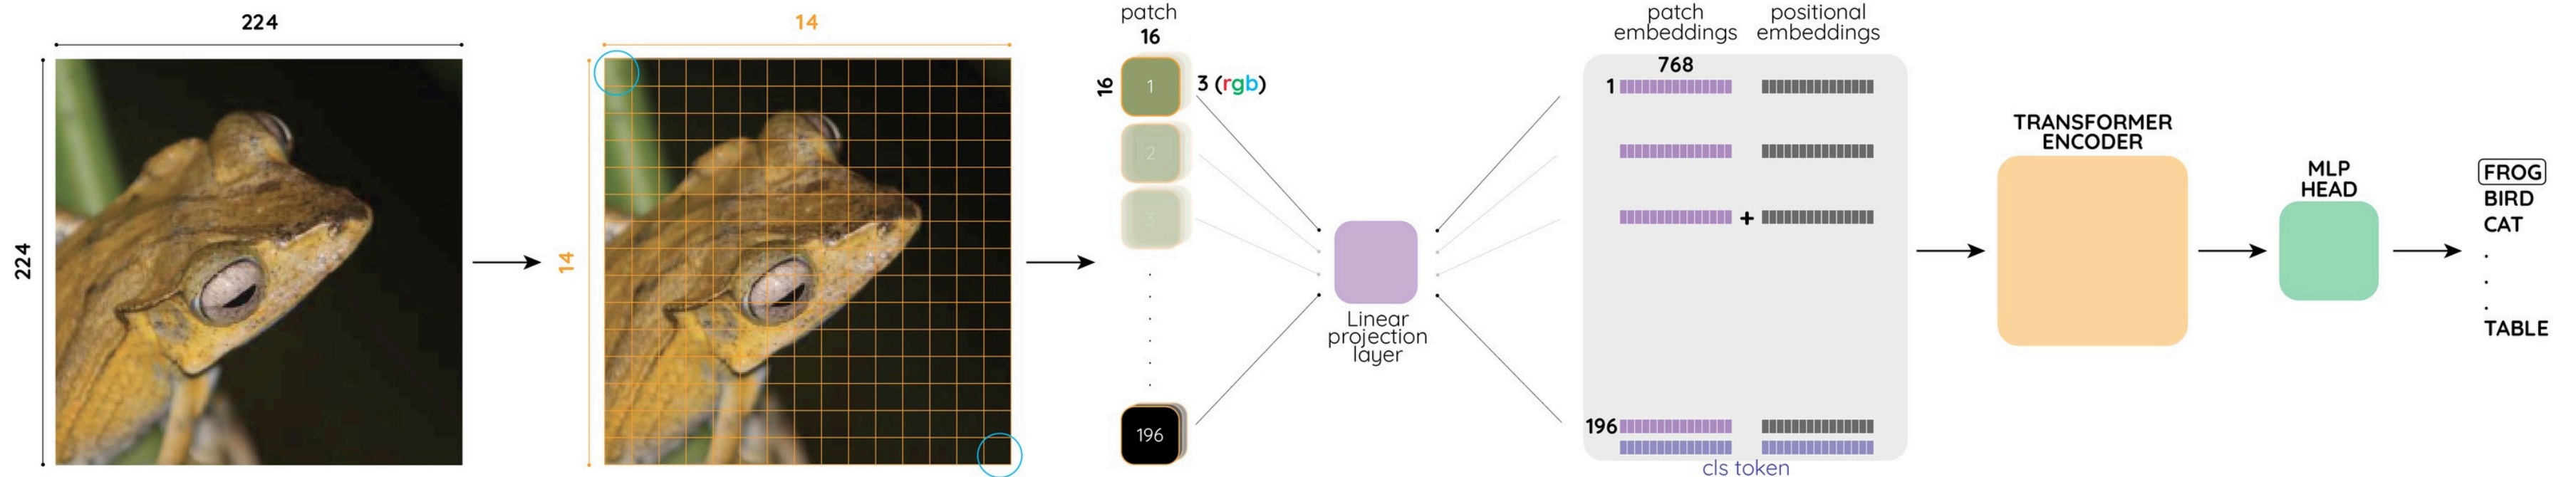 224
224
14
14
patch
16
16
3 (rgb)
1
2
3
196
Linear
projection
layer
patch
embeddings
positional
embeddings
768
1
+
196
cls token
TRANSFORMER
ENCODER
MLP
HEAD
FROG
BIRD
CAT
.
.
.
TABLE